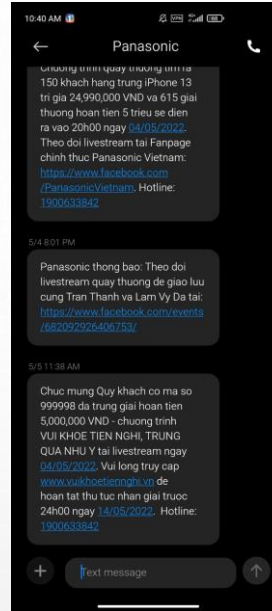 10:40 AM
VPN
Panasonic
Chuong trinh quay thuong tim ra
150 khach hang trung iPhone 13
tri gia 24,990,000 VND va 615 giai
thuong hoan tien 5 trieu se dien
ra vao 20h00 ngay 04/05/2022.
Theo doi livestream tai Fanpage
chinh thuc Panasonic Vietnam:
https://www.facebook.com
/PanasonicVietnam. Hotline:
1900633842
5/4 8:01 PM
Panasonic thong bao: Theo doi
livestream quay thuong de giao luu
cung Tran Thanh va Lam Vy Da tai:
https://www.facebook.com/events
/682092926406753/
5/5 11:38 AM
Chuc mung Quy khach co ma so
999998 da trung giai hoan tien
5,000,000 VND - chuong trinh
VUI KHOE TIEN NGHI, TRUNG
QUA NHU Y tai livestream ngay
04/05/2022. Vui long truy cap
www.vuikhoetiennghi.vn de
hoan tat thu tuc nhan giai truoc
24h00 ngay 14/05/2022. Hotline:
1900633842
Text message